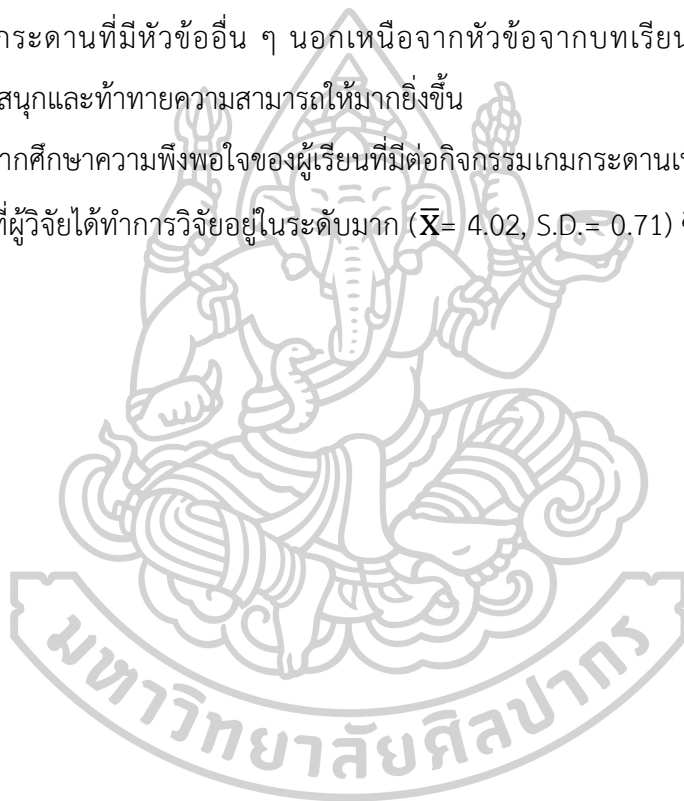 กระดานที่มีหัวข้ออื่น ๆ นอกเหนือจากหัวข้อจากบทเรียน
สนุกและท้าทายความสามารถให้มากยิ่งขึ้น
ากศึกษาความพึงพอใจของผู้เรียนที่มีต่อกิจกรรมเกมกระดาน
ที่ผู้วิจัยได้ทำการวิจัยอยู่ในระดับมาก (X̅= 4.02, S.D.= 0.71)
มหาวิทยาลัยศิลปากร